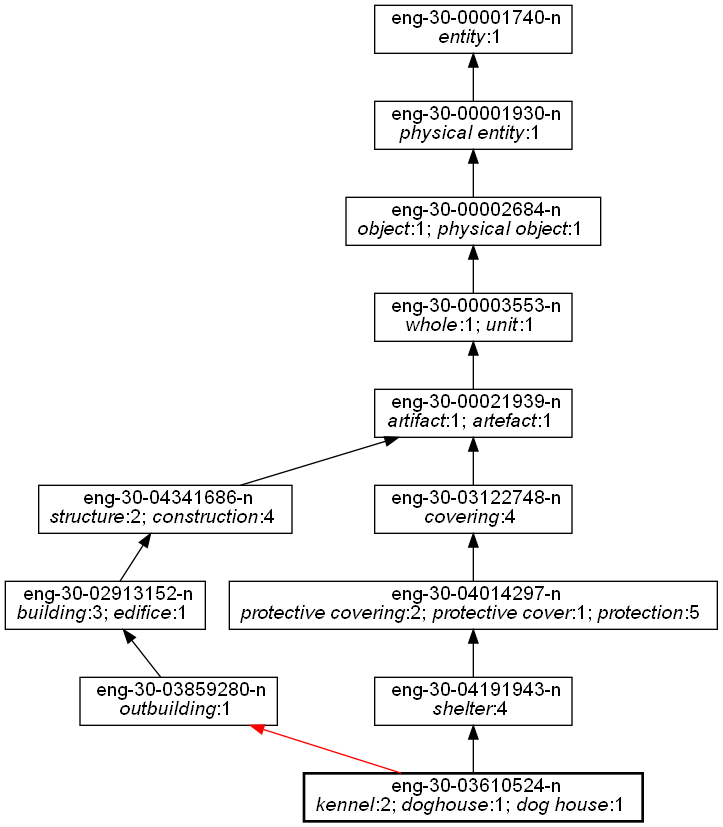 eng-30-00001740-n
entity:1
eng-30-00001930-n
physical entity:1
eng-30-00002684-n
object:1; physical object:1
eng-30-00003553-n
whole:1; unit:1
eng-30-00021939-n
artifact:1; artefact:1
eng-30-04341686-n
structure:2; construction:4
eng-30-03122748-n
covering:4
eng-30-02913152-n
building:3; edifice:1
eng-30-04014297-n
protective covering:2; protective cover:1; protection:5
eng-30-03859280-n
outbuilding:1
eng-30-04191943-n
shelter:4
eng-30-03610524-n
kennel:2; doghouse:1; dog house:1